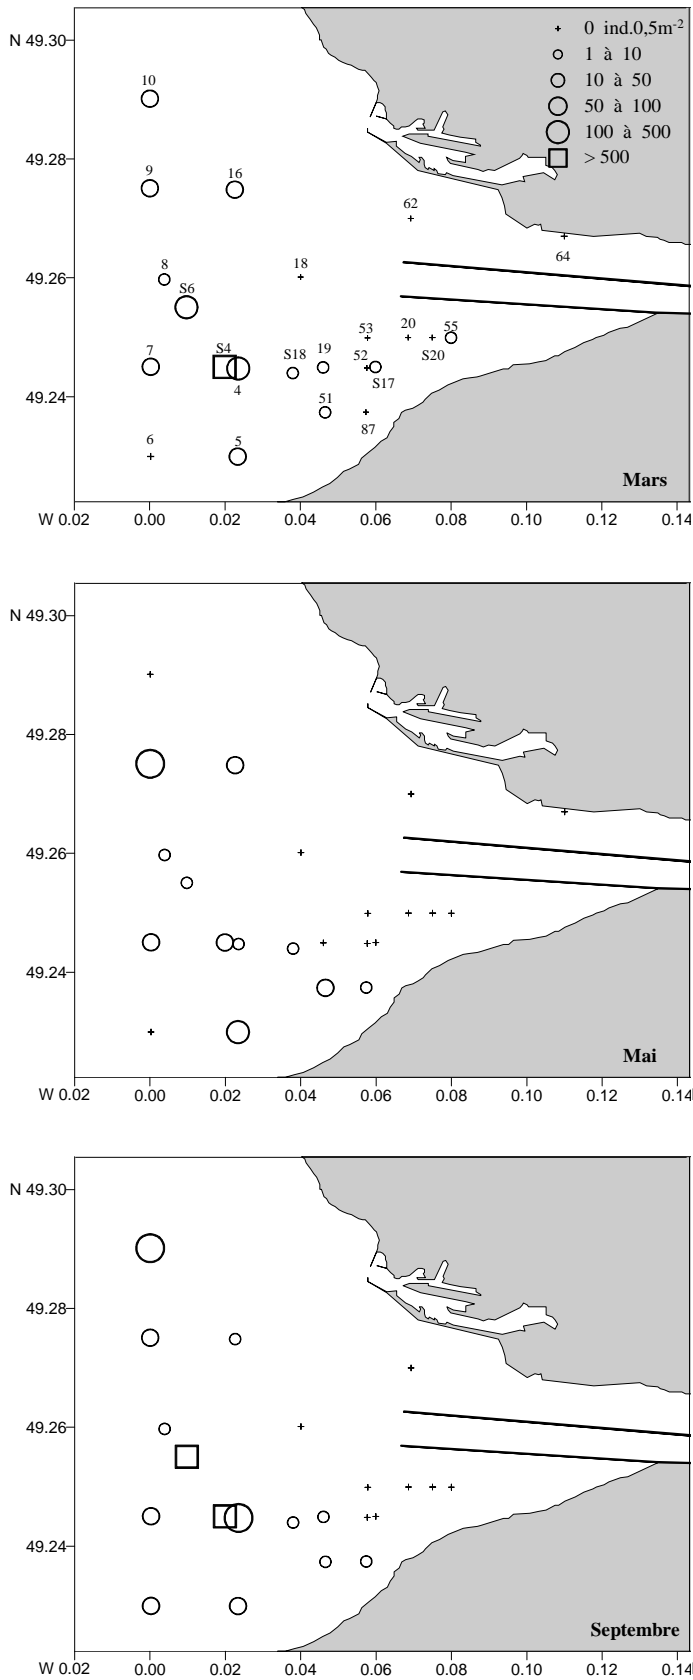 N 49.30
49.28
49.26
49.24
0 ind.0,5m-2
1 à 10
10 à 50
50 à 100
100 à 500
> 500
10
9
16
62
64
8
18
S6
53
20
55
7
S4
S18
19
52
S17
S20
4
51
6
5
87
Mars
W 0.02 0.00 0.02 0.04 0.06 0.08 0.10 0.12 0.14
N 49.30
49.28
49.26
49.24
Mai
W 0.02 0.00 0.02 0.04 0.06 0.08 0.10 0.12 0.14
N 49.30
49.28
49.26
49.24
Septembre
W 0.02 0.00 0.02 0.04 0.06 0.08 0.10 0.12 0.14